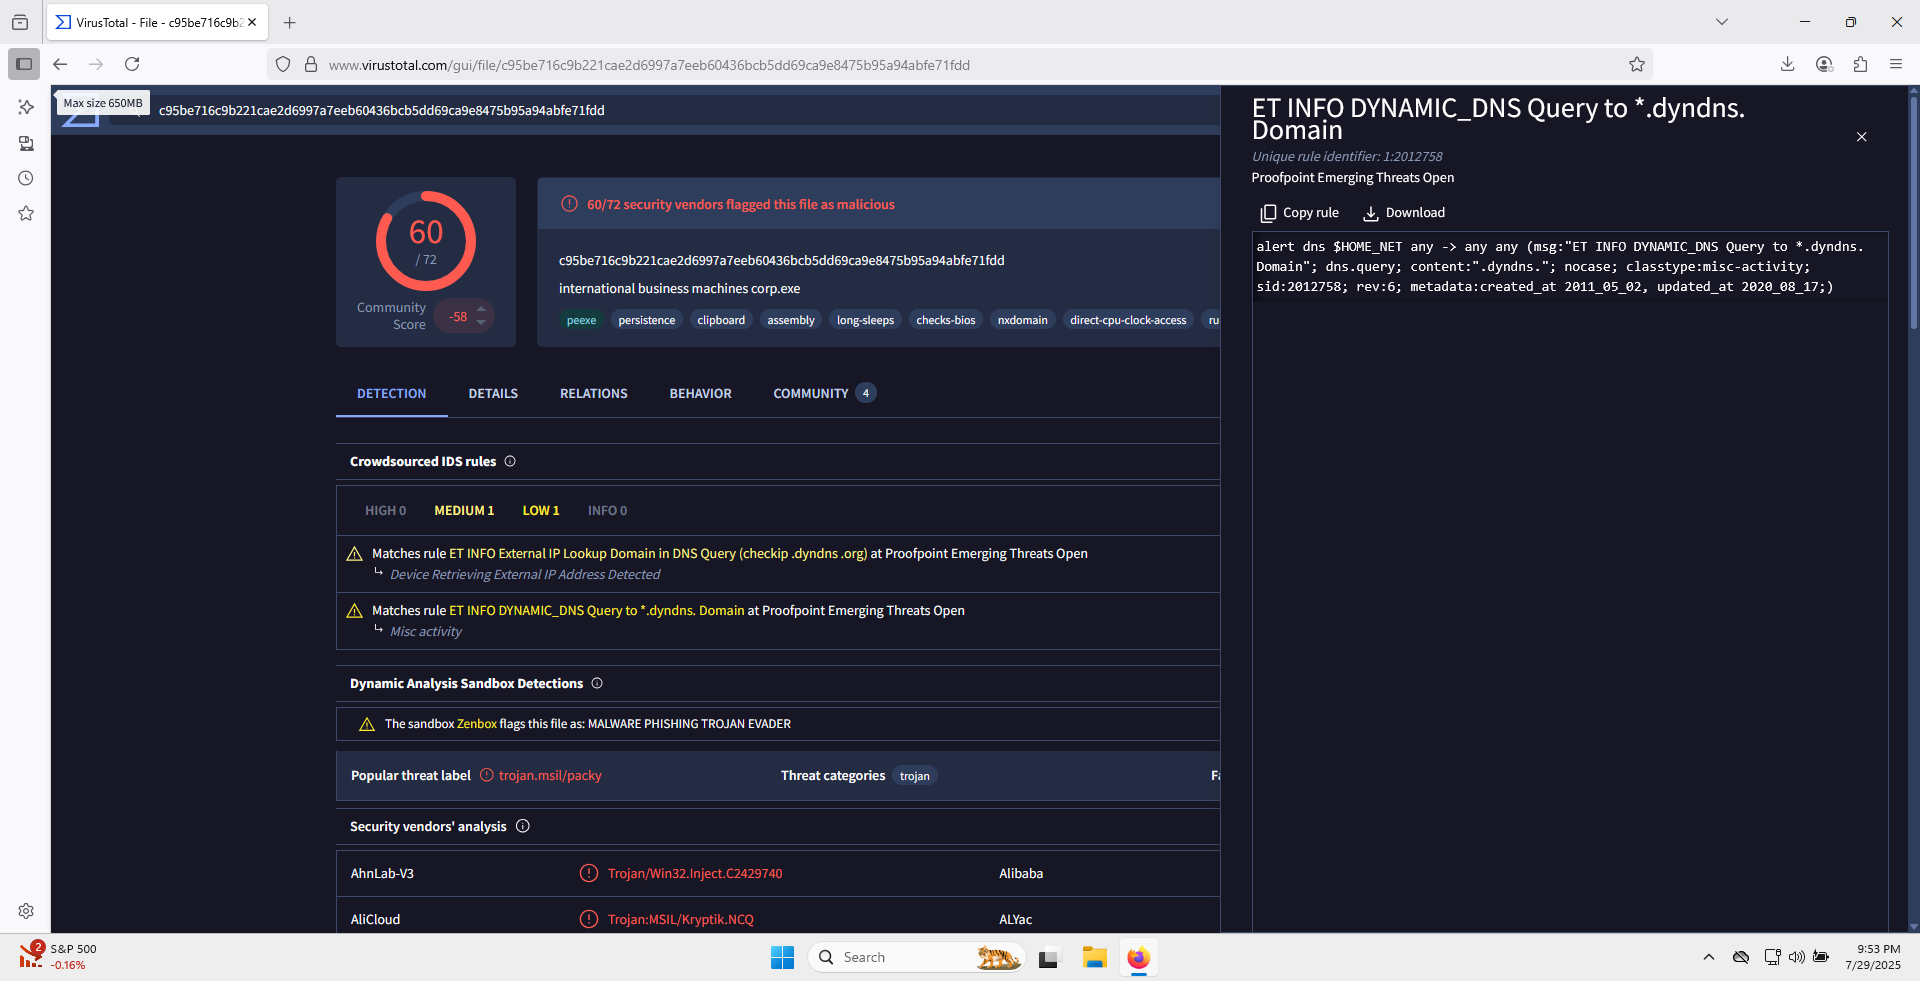 VirusTotal - File - c95be716c9b2
www.virustotal.com/gui/file/c95be716c9b221cae2d6997a7eeb60436bcb5dd69ca9e8475b95a94abfe71fdd
Max size 650MB
c95be716c9b221cae2d6997a7eeb60436bcb5dd69ca9e8475b95a94abfe71fdd
60
/ 72
Community
Score
-58
60/72 security vendors flagged this file as malicious
c95be716c9b221cae2d6997a7eeb60436bcb5dd69ca9e8475b95a94abfe71fdd
international business machines corp.exe
peexe persistence clipboard assembly long-sleeps checks-bios nxdomain direct-cpu-clock-access ru
DETECTION DETAILS RELATIONS BEHAVIOR COMMUNITY 4
Crowdsourced IDS rules
HIGH 0 MEDIUM 1 LOW 1 INFO 0
Matches rule ET INFO External IP Lookup Domain in DNS Query (checkip .dyndns .org) at Proofpoint Emerging Threats Open
Device Retrieving External IP Address Detected
Matches rule ET INFO DYNAMIC_DNS Query to *.dyndns. Domain at Proofpoint Emerging Threats Open
Misc activity
Dynamic Analysis Sandbox Detections
The sandbox Zenbox flags this file as: MALWARE PHISHING TROJAN EVADER
Popular threat label trojan.msil/packy Threat categories trojan Fa
Security vendors' analysis
AhnLab-V3 Trojan/Win32.Inject.C2429740 Alibaba
AliCloud Trojan:MSIL/Kryptik.NCQ ALYac
ET INFO DYNAMIC_DNS Query to *.dyndns.
Domain
Unique rule identifier: 1:2012758
Proofpoint Emerging Threats Open
Copy rule Download
alert dns $HOME_NET any -> any any (msg:"ET INFO DYNAMIC_DNS Query to *.dyndns.
Domain"; dns.query; content:".dyndns."; nocase; classtype:misc-activity;
sid:2012758; rev:6; metadata:created_at 2011_05_02, updated_at 2020_08_17;)
2
S&P 500
-0.16%
Search
9:53 PM
7/29/2025